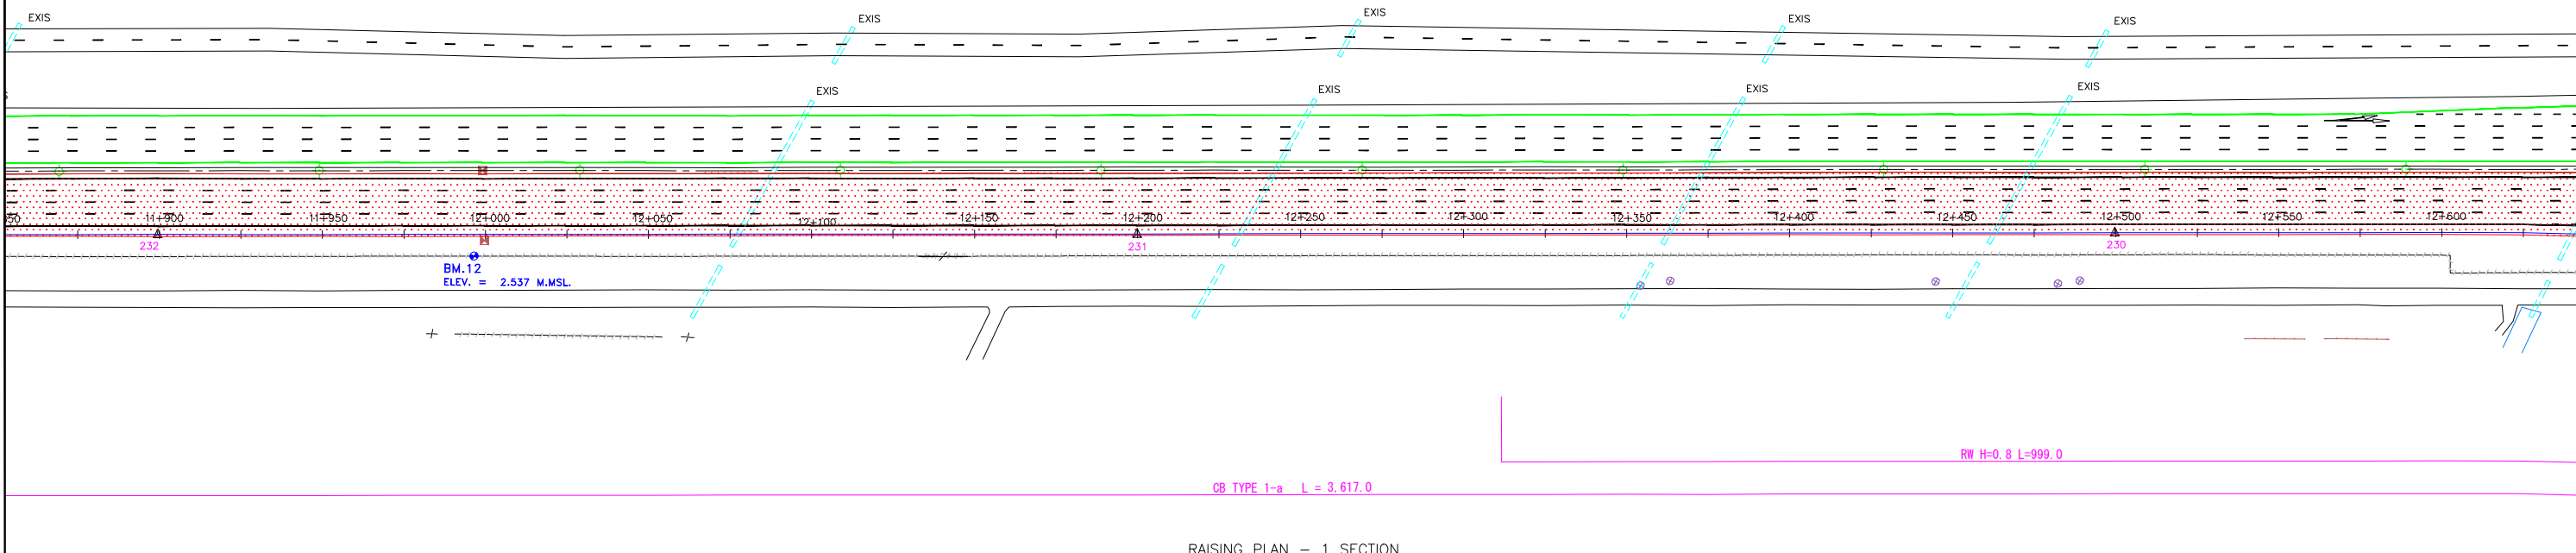 EXIS
EXIS
EXIS
EXIS
EXIS
EXIS
EXIS
EXIS
EXIS
11+900
11+950
12+000
12+050
12+100
12+150
12+200
12+250
12+300
12+350
12+400
12+450
12+500
12+550
12+600
232
231
230
BM.12
ELEV. = 2.537 M.MSL.
RW H=0.8 L=999.0
CB TYPE 1-a L = 3,617.0
RAISING PLAN - 1 SECTION